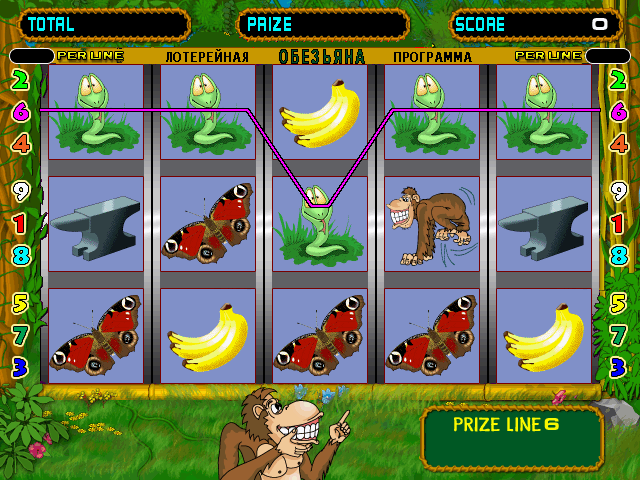 TOTAL
PRIZE
SCORE 0
PER LINE ЛОТЕРЕЙНАЯ ОБЕЗЬЯНА ПРОГРАММА PER LINE
2 2
6 6
4 4
9 9
1 1
8 8
5 5
7 7
3 3
PRIZE LINE 6